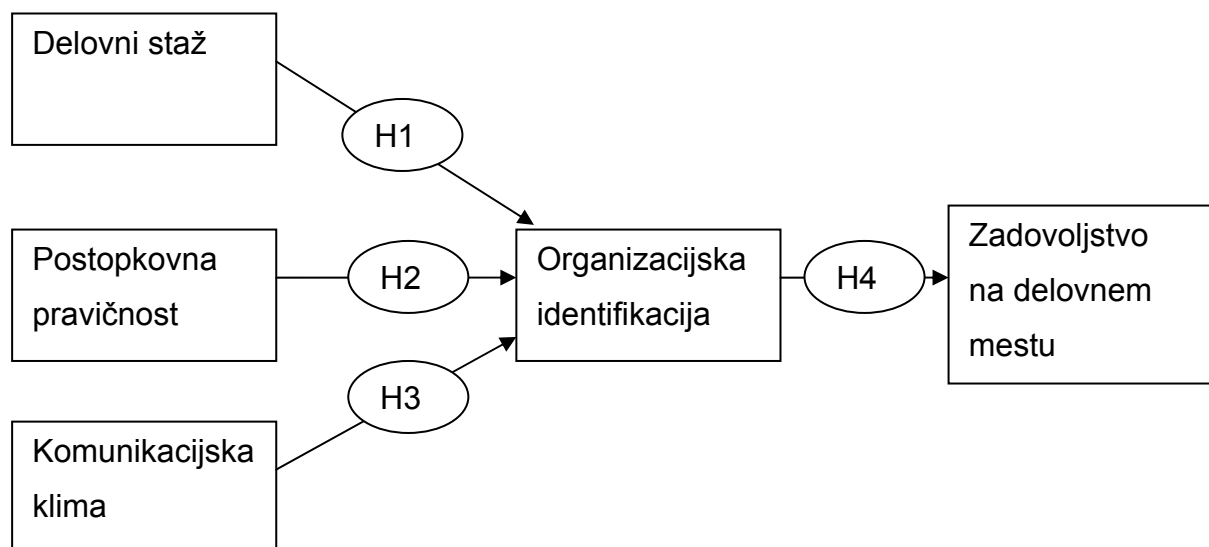 Delovni staž
H1
Postopkovna
pravičnost
H2
Organizacijska
identifikacija
H4
Zadovoljstvo
na delovnem
mestu
H3
Komunikacijska
klima